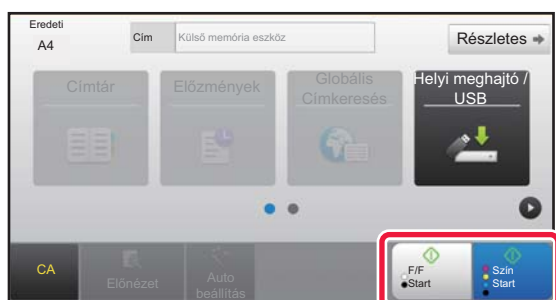 Eredeti
A4
Cím
Külső memória eszköz
Részletes
Címtár
Előzmények
Globális
Címkeresés
Helyi meghajtó /
USB
CA
Előnézet
Auto
beállítás
F/F
Start
Szín
Start